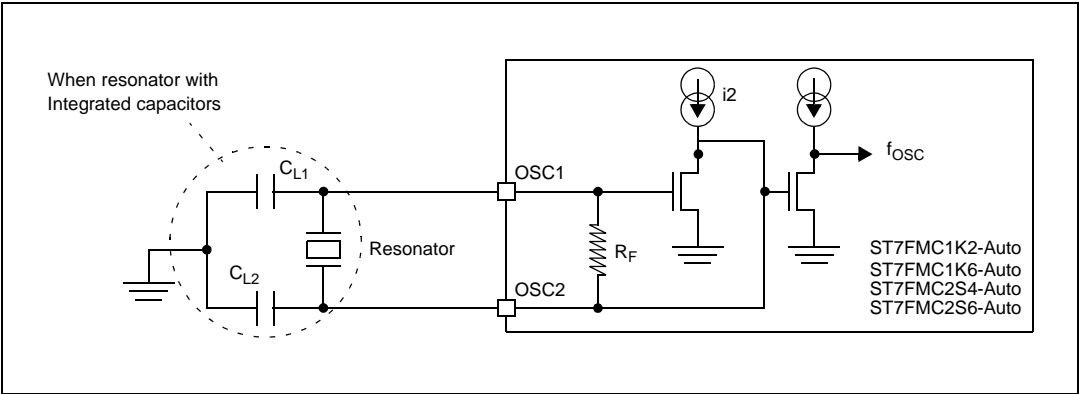 When resonator with
Integrated capacitors
i2
fOSC
CL1
OSC1
Resonator
RF
CL2
OSC2
ST7FMC1K2-Auto
ST7FMC1K6-Auto
ST7FMC2S4-Auto
ST7FMC2S6-Auto